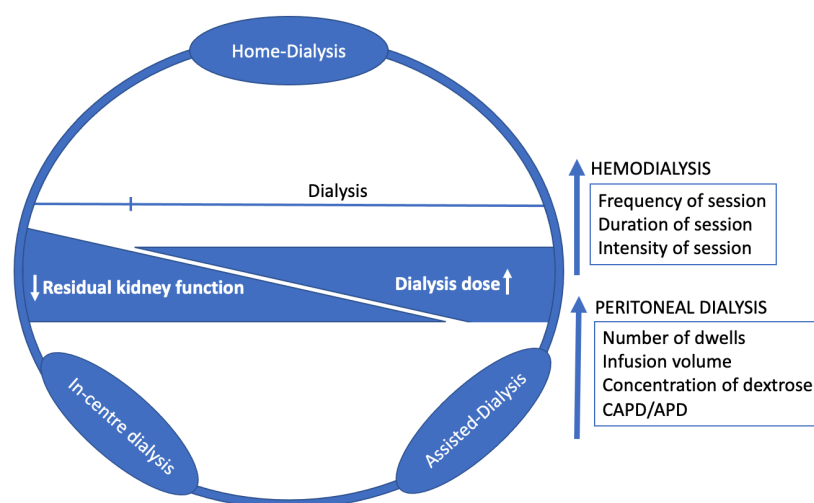 Home-Dialysis
Dialysis
Residual kidney function
Dialysis dose
In-centre dialysis
Assisted-Dialysis
HEMODIALYSIS
Frequency of session
Duration of session
Intensity of session
PERITONEAL DIALYSIS
Number of dwells
Infusion volume
Concentration of dextrose
CAPD/APD